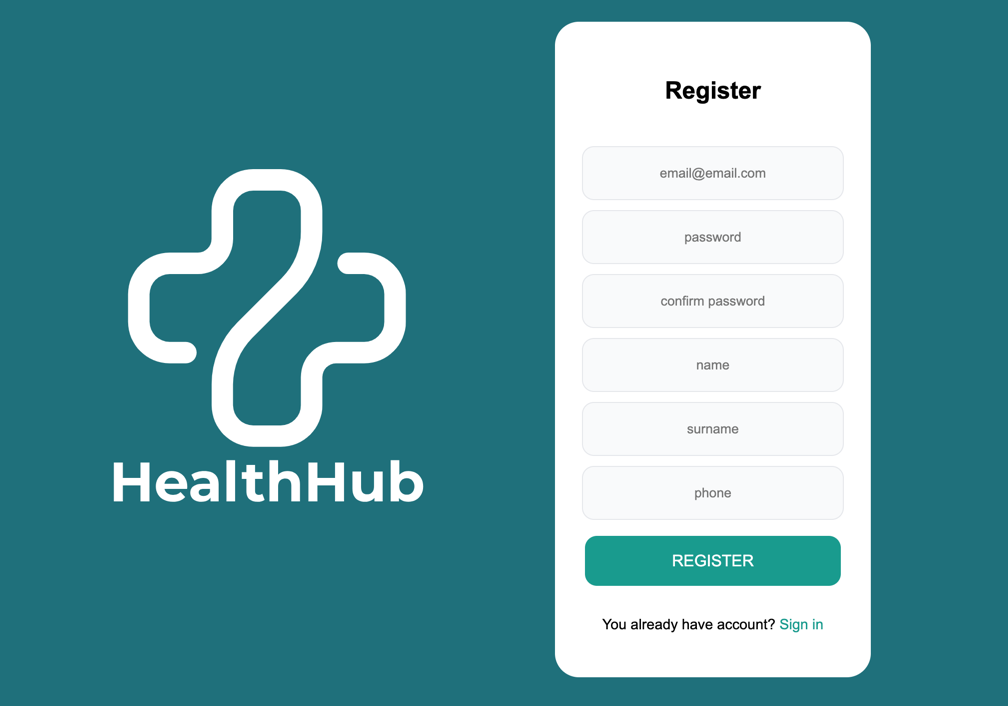 HealthHub
Register
email@email.com
password
confirm password
name
surname
phone
REGISTER
You already have account? Sign in